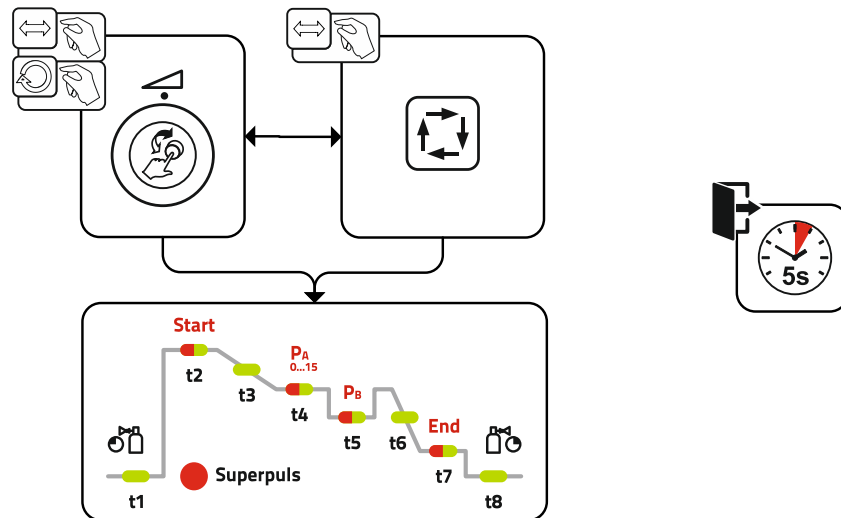 5s
Start
PA
0...15
t2
t3
PB
t4
End
t5
t6
t7
Superpuls
t1
t8